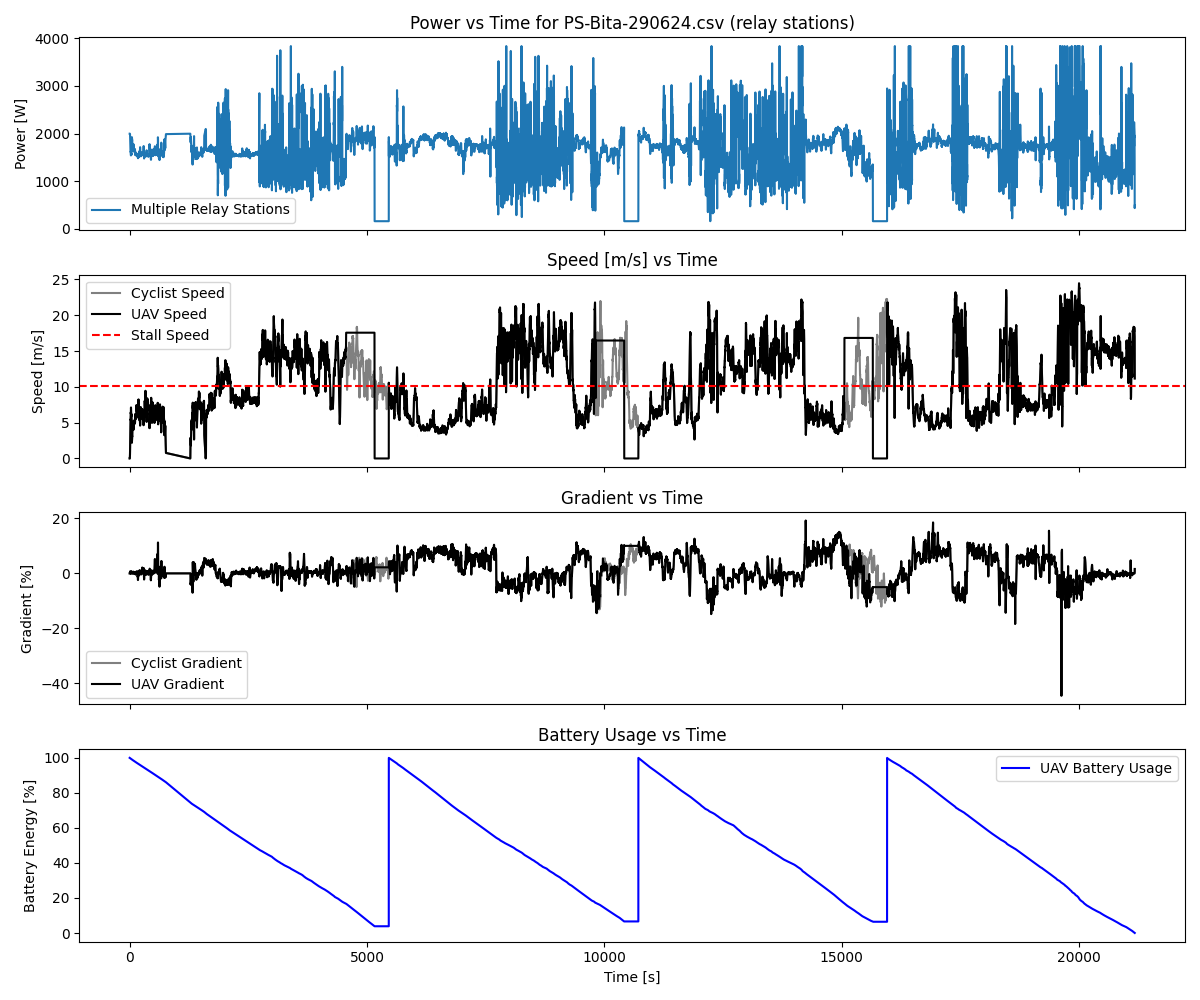 Power vs Time for PS-Bita-290624.csv (relay stations)
4000
3000
2000
1000
0
Power [W]
Multiple Relay Stations
Speed [m/s] vs Time
25
20
15
10
5
0
Speed [m/s]
Cyclist Speed
UAV Speed
Stall Speed
Gradient vs Time
20
0
−20
−40
Gradient [%]
Cyclist Gradient
UAV Gradient
Battery Usage vs Time
100
80
60
40
20
0
Battery Energy [%]
UAV Battery Usage
0 5000 10000 15000 20000
Time [s]